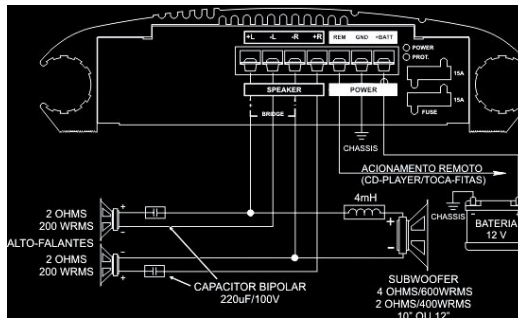 +L -L -R +R REM GND +BATT
POWER
PROT.
15A
SPEAKER POWER
15A
FUSE
BRIDGE
CHASSIS
ACIONAMENTO REMOTO
(CD-PLAYER/TOCA-FITAS)
4mH
CHASSIS
+ - +
BATERIA
12 V
2 OHMS
200 WRMS
-
ALTO-FALANTES
-
2 OHMS
200 WRMS
+
+
-
CAPACITOR BIPOLAR
220uF/100V
SUBWOOFER
4 OHMS/600WRMS
2 OHMS/400WRMS
10" OU 12"